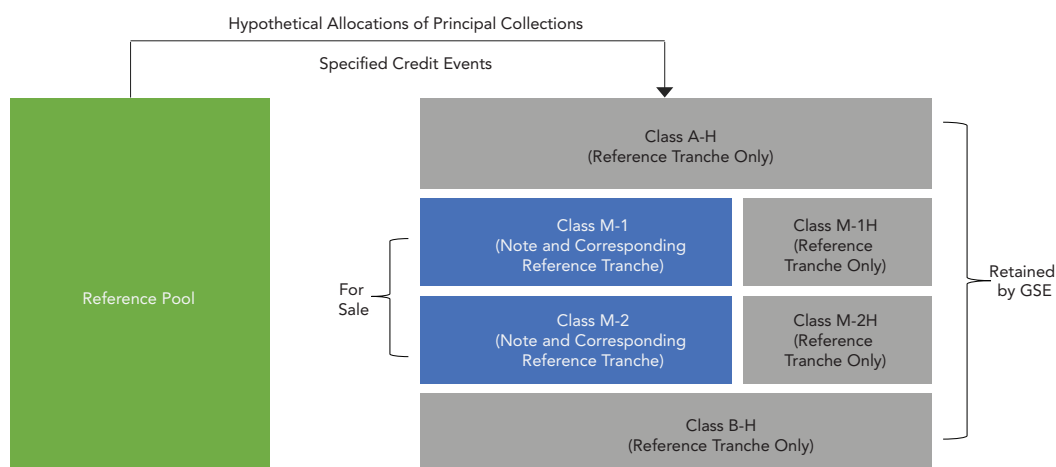 Hypothetical Allocations of Principal Collections
Specified Credit Events
Reference Pool
Class A-H
(Reference Tranche Only)
For
Sale
Class M-1
(Note and Corresponding
Reference Tranche)
Class M-1H
(Reference
Tranche Only)
Class M-2
(Note and Corresponding
Reference Tranche)
Class M-2H
(Reference
Tranche Only)
Class B-H
(Reference Tranche Only)
Retained
by GSE